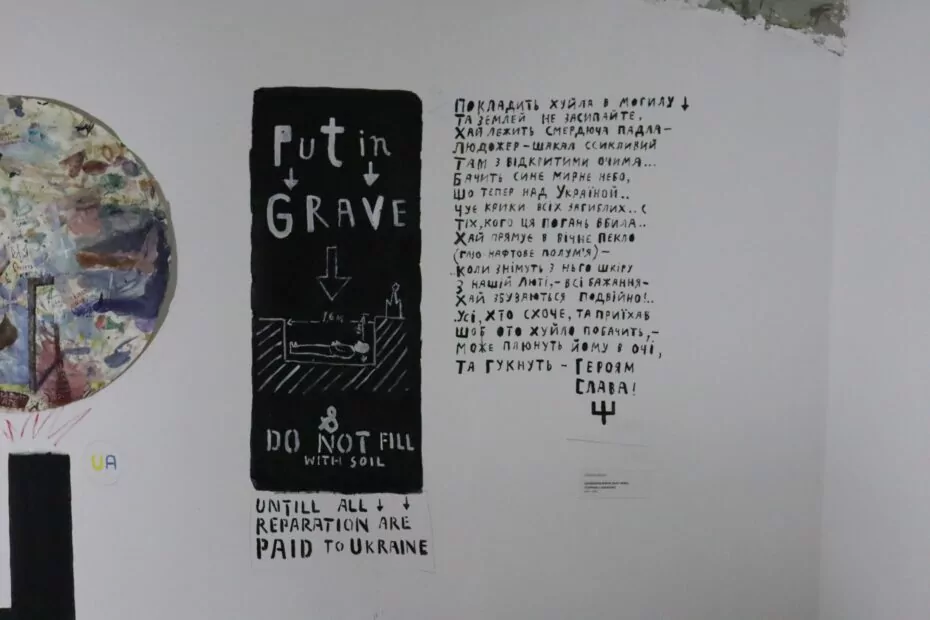 UA
Put in
GRAVE
&
DO NOT FILL
WITH SOIL
UNTILL ALL
REPARATION ARE
PAID TO UKRAINE
ПОКЛАДИТЬ ХУЙЛА В МОГИЛУ
ТА ЗЕМЛЕЙ НЕ ЗАСИПАЙТЕ,
ХАЙ ЛЕЖИТЬ СМЕРДЮЧА ПАДЛА –
ЛЮДОЖЕР – ШАКАЛ ССИКЛИВИЙ
ТАМ З ВІДКРИТИМИ ОЧИМА...
БАЧИТЬ СИНЕ МИРНЕ НЕБО,
ШО ТЕПЕР НАД УКРАЇНОЙ..
ЧУЄ КРИКИ ВСІХ ЗАГИБЛИХ..
ТІХ, КОГО ЦЯ ПОГАНЬ ВБИЛА..
ХАЙ ПРЯМУЄ В ВІЧНЕ ПЕКЛО
(ГАЗО-НАФТОВЕ ПОЛУМ'Я) –
КОЛИ ЗНІМУТЬ З НЬГО ШКІРУ
З НАШІЙ ЛЮТІ, – ВСІ БАЖАННЯ –
ХАЙ ЗБУВАЮТЬСЯ ПОДВІЙНО!..
УСІ, ХТО СХОЧЕ, ТА ПРИЇХАВ
ШОБ ОТО ХУЙЛО ПОБАЧИТЬ, –
МОЖЕ ПЛЮНУТЬ ЙОМУ В ОЧІ,
ТА ГУКНУТЬ – ГЕРОЯМ
СЛАВА!